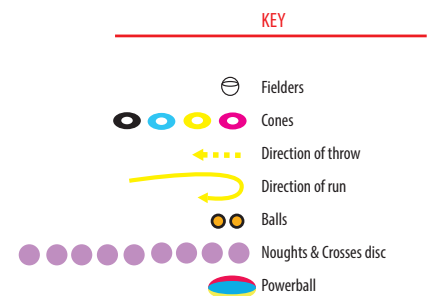 KEY
Fielders
Cones
Direction of throw
Direction of run
Balls
Noughts & Crosses disc
Powerball